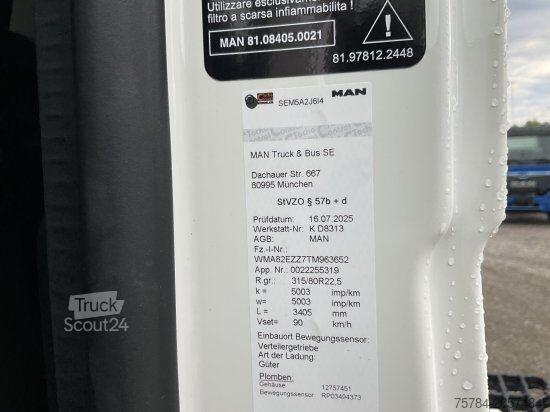 Utilizzare esclusivamente
filtro a scarsa infiammabilita !
MAN 81.08405.0021
81.97812.2448
SEM5A2J6I4
MAN
MAN Truck & Bus SE
Dachauer Str. 667
80995 München
StVZO § 57b + d
Prüfdatum: 16.07.2025
Werkstatt-Nr: K D8313
AGB: MAN
Fz.-I-Nr.:
WMA82EZZ7TM963652
App. Nr.: 0022255319
R.gr.: 315/80R22,5
k = 5003 imp/km
w= 5003 imp/km
L = 3405 mm
Vset= 90 km/h
Einbauort Bewegungssensor:
Verteilergetriebe
Art der Ladung:
Güter
Plomben:
Gehäuse 12757451
Bewegungssensor RP03494373
Truck
Scout24